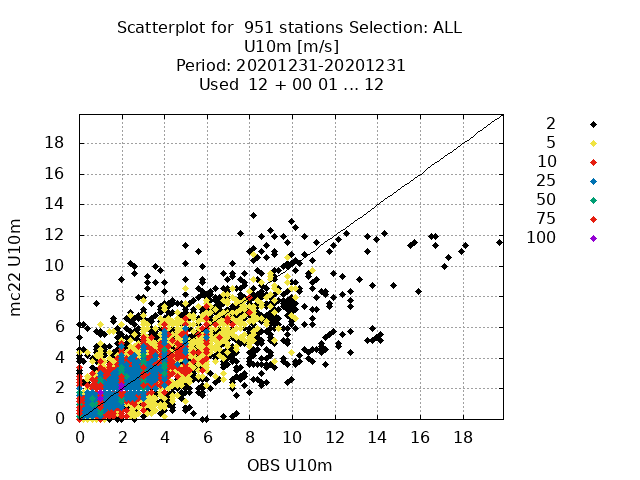 Scatterplot for  951 stations Selection: ALL
U10m [m/s]
Period: 20201231-20201231
Used  12 + 00 01 ... 12
2
5
10
25
50
75
100
18
16
14
12
10
8
6
4
2
0
mc22 U10m
0 2 4 6 8 10 12 14 16 18
OBS U10m